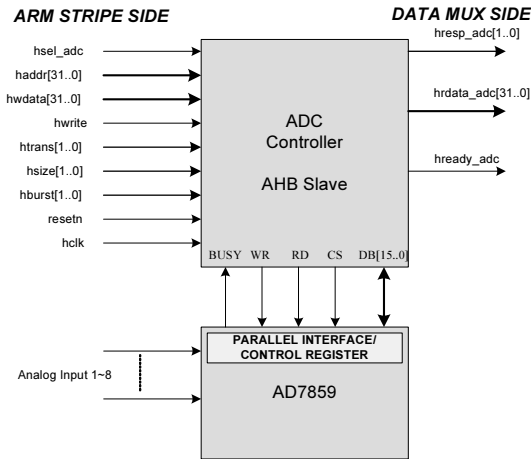 ARM STRIPE SIDE
DATA MUX SIDE
hsel_adc
haddr[31..0]
hwdata[31..0]
hwrite
htrans[1..0]
hsize[1..0]
hburst[1..0]
resetn
hclk
ADC
Controller
AHB Slave
hresp_adc[1..0]
hrdata_adc[31..0]
hready_adc
BUSY WR RD CS DB[15..0]
PARALLEL INTERFACE/
CONTROL REGISTER
AD7859
Analog Input 1~8